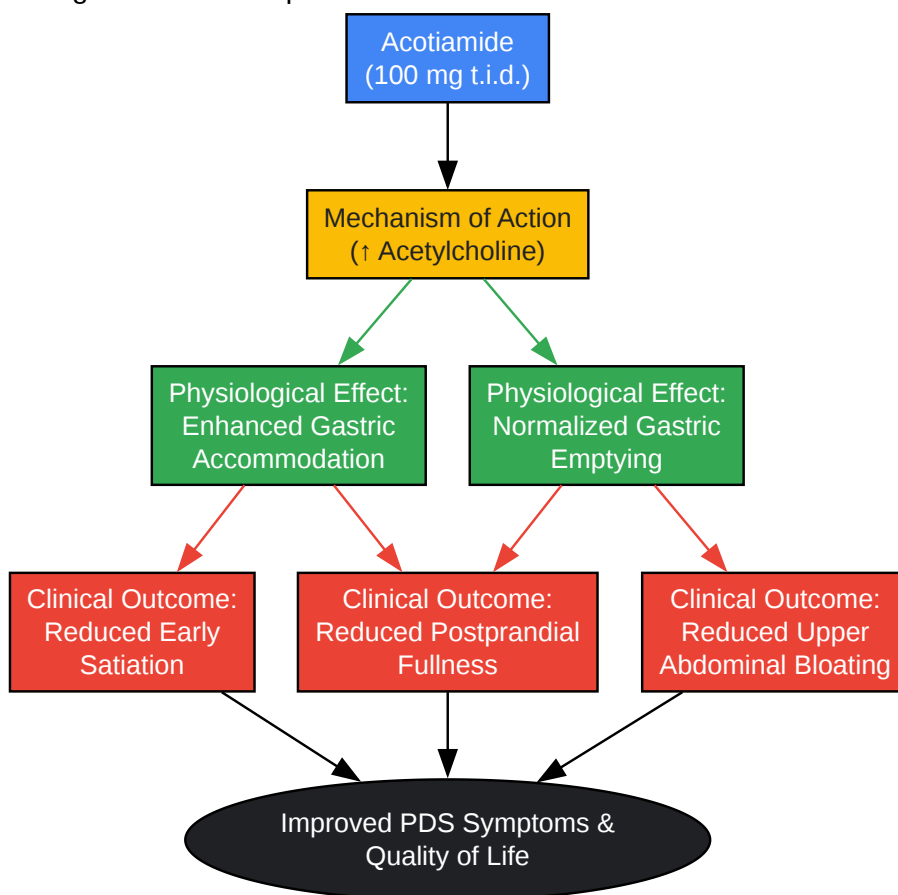 Acotiamide
(100 mg t.i.d.)
Mechanism of Action
(↑ Acetylcholine)
Physiological Effect:
Enhanced Gastric
Accommodation
Physiological Effect:
Normalized Gastric
Emptying
Clinical Outcome:
Reduced Early
Satiation
Clinical Outcome:
Reduced Postprandial
Fullness
Clinical Outcome:
Reduced Upper
Abdominal Bloating
Improved PDS Symptoms &
Quality of Life